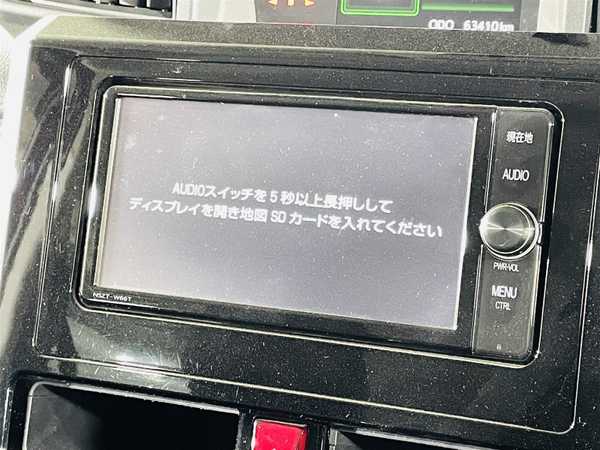 ODO 63410km
現在地
AUDIO
AUDIOスイッチを5秒以上長押しして
ディスプレイを開き地図SDカードを入れてください
PWR-VOL
MENU
CTRL
NSZT-W66T